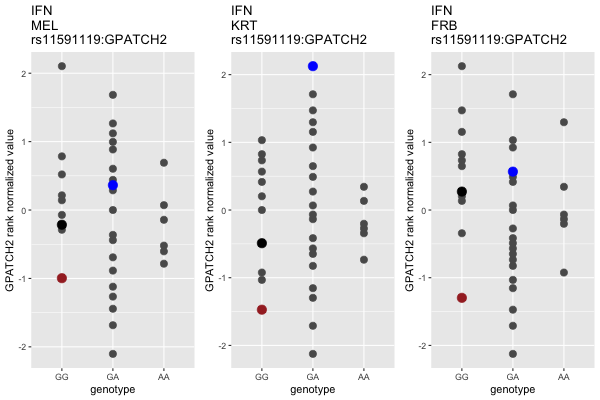 IFN
MEL
rs11591119:GPATCH2
GPATCH2 rank normalized value
2
1
0
-1
-2
GG GA AA
genotype
IFN
KRT
rs11591119:GPATCH2
GPATCH2 rank normalized value
2
1
0
-1
-2
GG GA AA
genotype
IFN
FRB
rs11591119:GPATCH2
GPATCH2 rank normalized value
2
1
0
-1
-2
GG GA AA
genotype